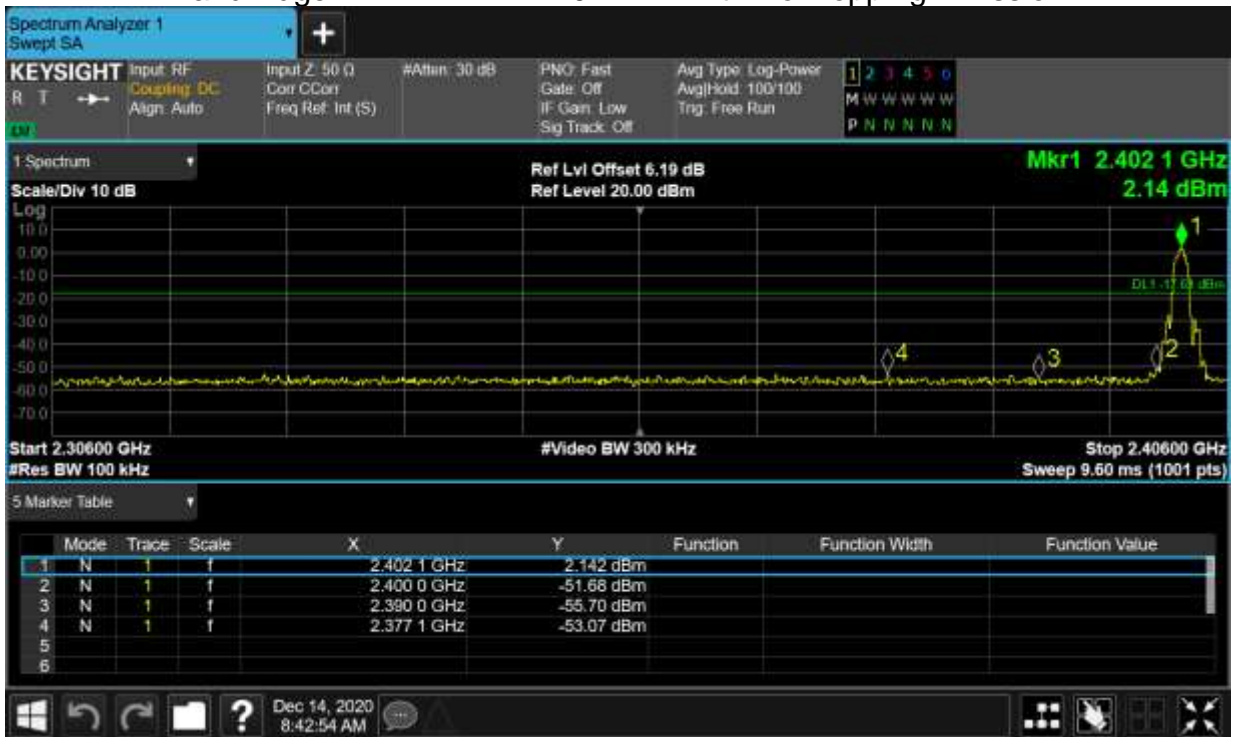 Spectrum Analyzer 1
Swept SA
+
KEYSIGHT Input: RF Input Z: 50 Ω #Atten: 30 dB PNO: Fast Avg Type: Log-Power 1 2 3 4 5 6
R T Coupling: DC Corr CCorr Gate: Off Avg|Hold: 100/100 M W W W W W
Align: Auto Freq Ref: Int (S) IF Gain: Low Trig: Free Run
Sig Track: Off P N N N N N
1 Spectrum Ref Lvl Offset 6.19 dB Mkr1 2.402 1 GHz
Scale/Div 10 dB Ref Level 20.00 dBm 2.14 dBm
Log
10.0
0.00
-10.0
-20.0
-30.0
-40.0
-50.0
-60.0
-70.0
1
2
3
4
Start 2.30600 GHz #Video BW 300 kHz Stop 2.40600 GHz
#Res BW 100 kHz Sweep 9.60 ms (1001 pts)
5 Marker Table
Mode Trace Scale X Y Function Function Width Function Value
1 N 1 f 2.402 1 GHz 2.142 dBm
2 N 1 f 2.400 0 GHz -51.68 dBm
3 N 1 f 2.390 0 GHz -55.70 dBm
4 N 1 f 2.377 1 GHz -53.07 dBm
5
6
? Dec 14, 2020
8:42:54 AM